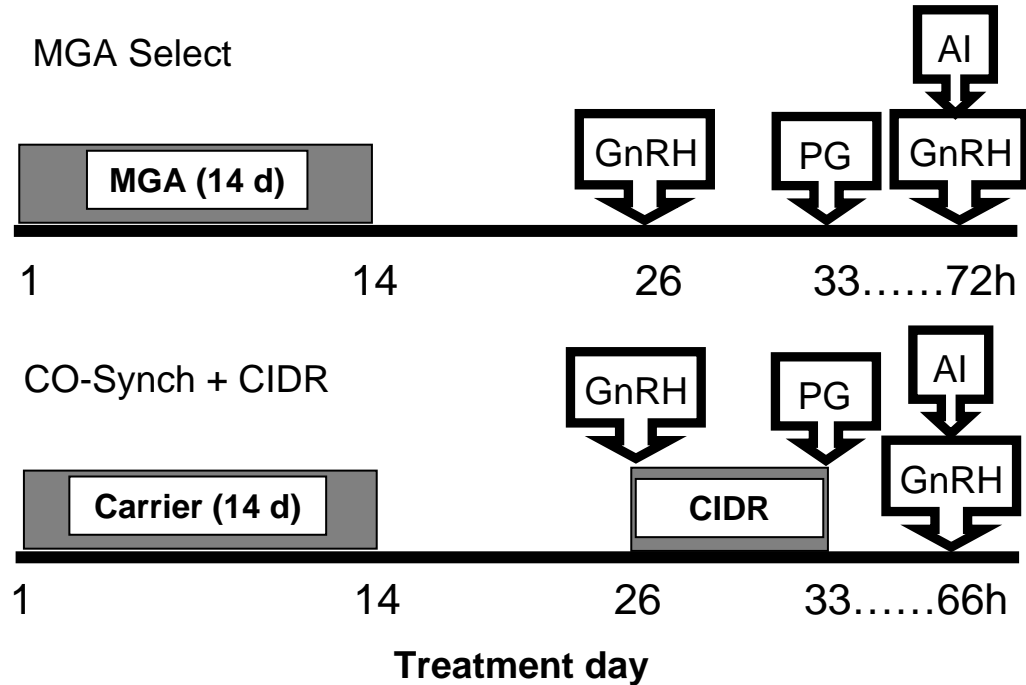 MGA Select
AI
GnRH
PG
GnRH
MGA (14 d)
1 14 26 33......72h
CO-Synch + CIDR
GnRH
PG
AI
GnRH
Carrier (14 d)
CIDR
1 14 26 33......66h
Treatment day